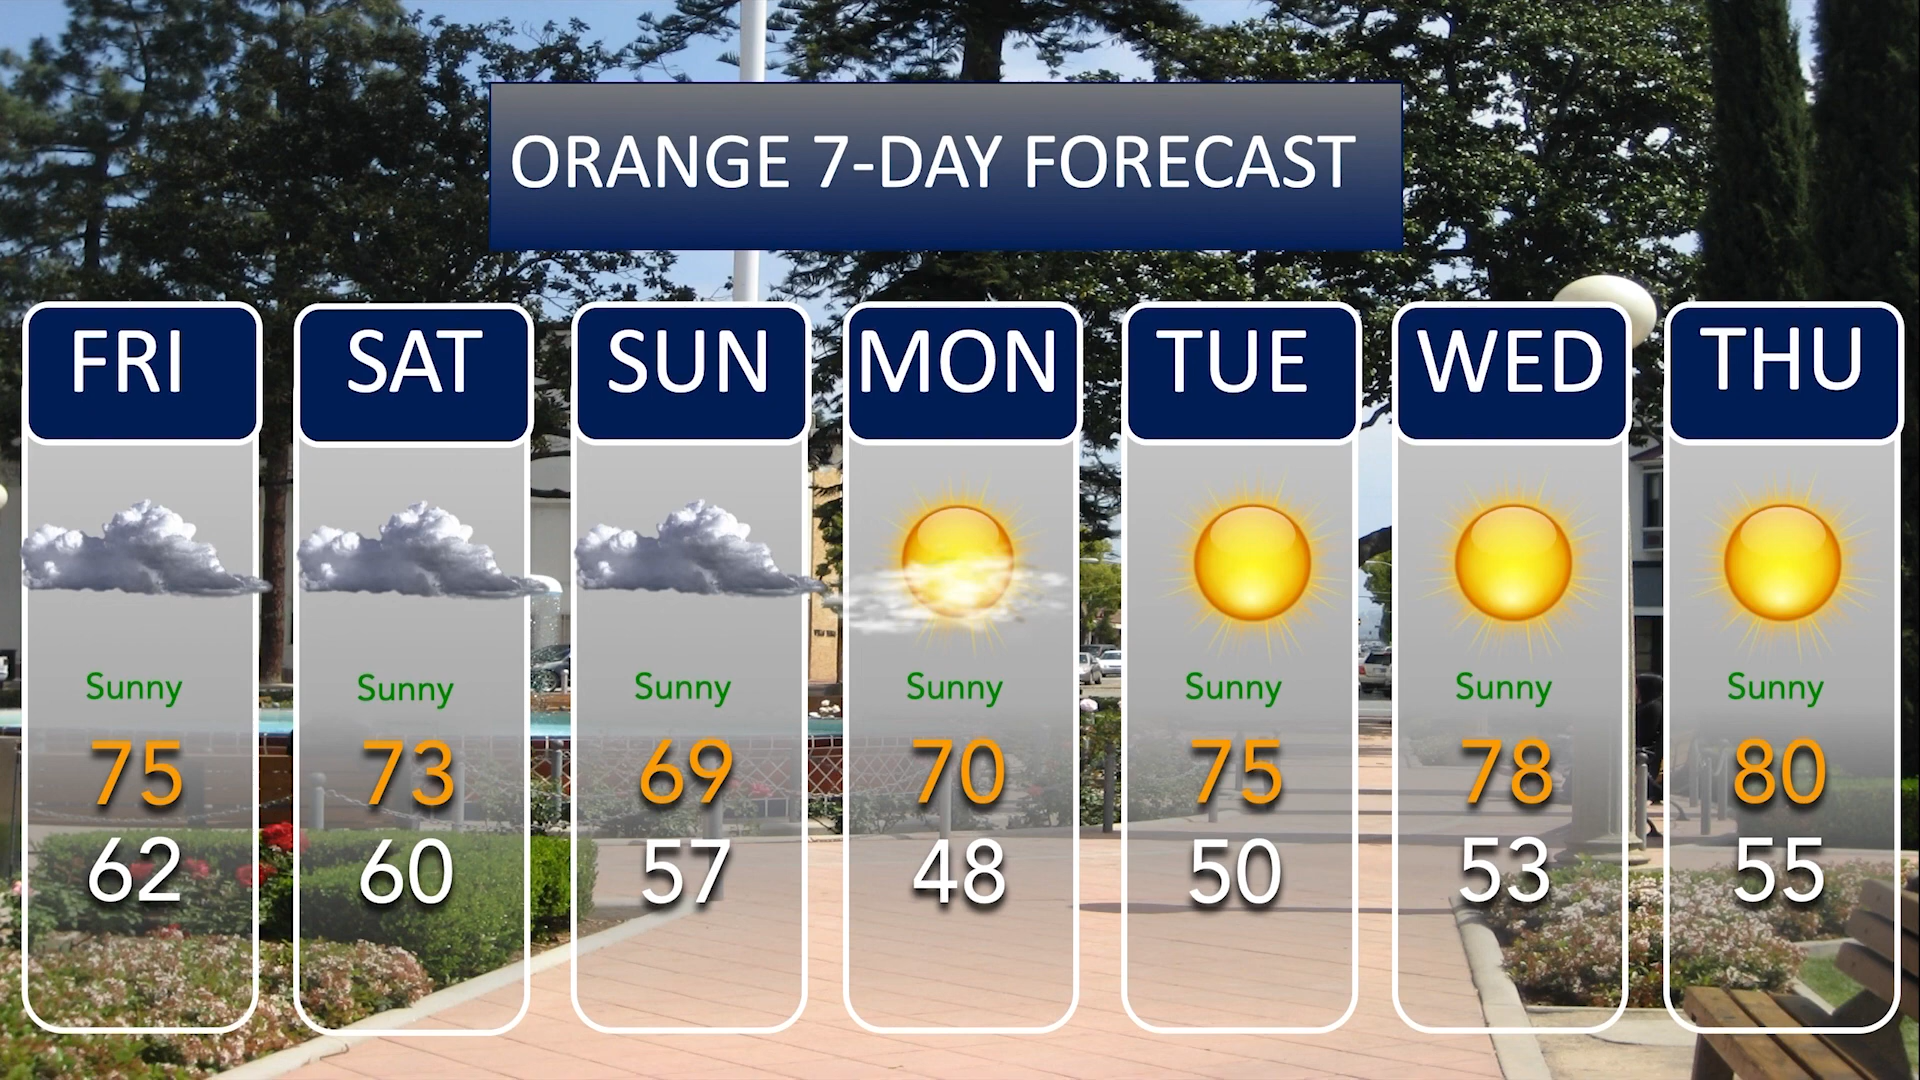 ORANGE 7-DAY FORECAST
FRI SAT SUN MON TUE WED THU
Sunny Sunny Sunny Sunny Sunny Sunny Sunny
75 73 69 70 75 78 80
62 60 57 48 50 53 55